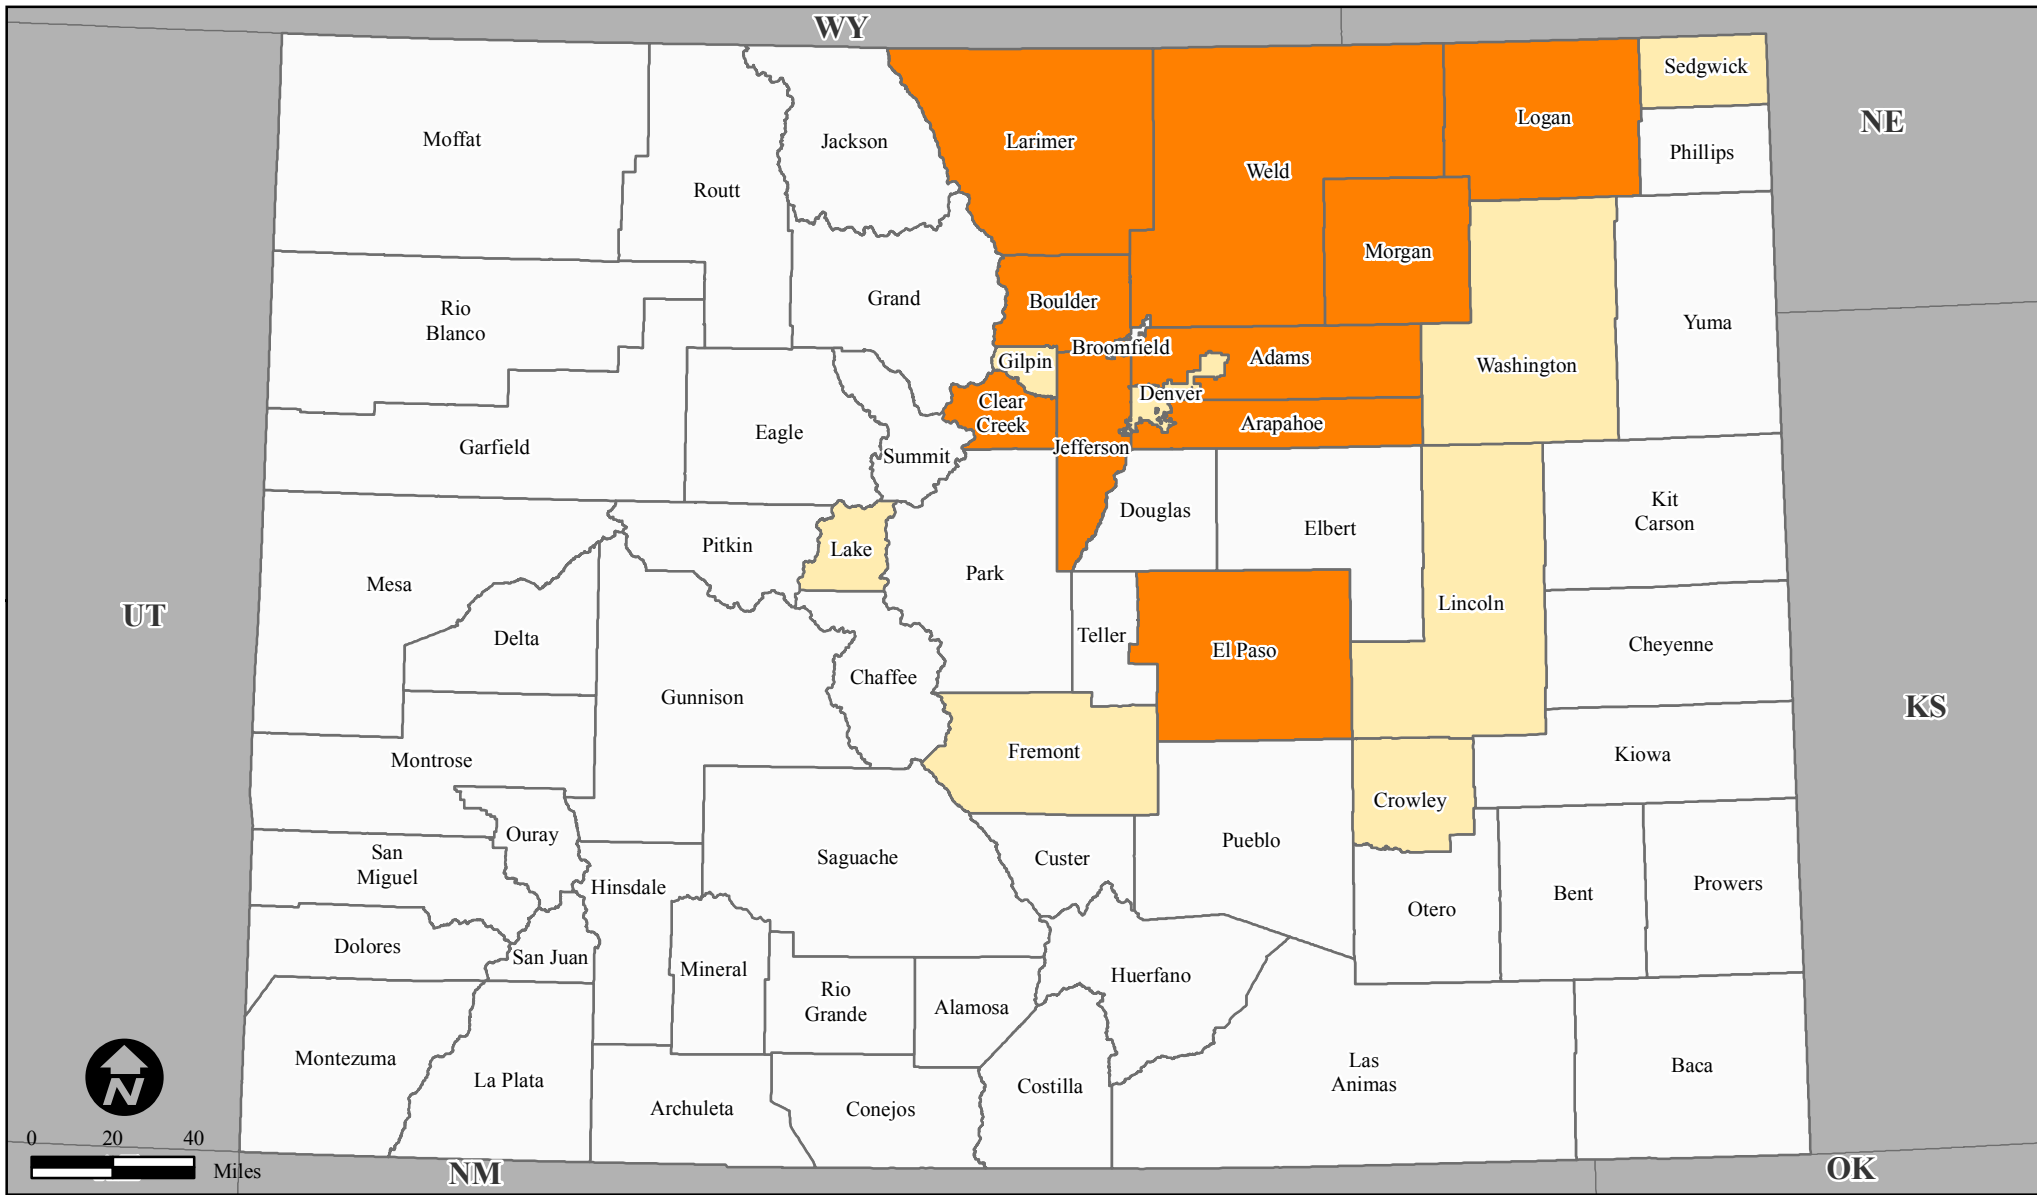 WY
Sedgwick
Logan
NE
Moffat
Jackson
Larimer
Phillips
Weld
Routt
Morgan
Grand
Boulder
Rio
Blanco
Yuma
Broomfield
Adams
Gilpin
Washington
Denver
Clear
Creek
Arapahoe
Eagle
Garfield
Jefferson
Summit
Kit
Carson
Douglas
Elbert
Pitkin
Lake
Park
Mesa
Lincoln
UT
Delta
Teller
Cheyenne
El Paso
Chaffee
Gunnison
KS
Fremont
Kiowa
Montrose
Crowley
Ouray
Pueblo
San
Miguel
Saguache
Custer
Hinsdale
Prowers
Bent
Otero
Dolores
San Juan
Mineral
Huerfano
Rio
Grande
Alamosa
Montezuma
Las
Animas
Baca
La Plata
Costilla
Archuleta
Conejos
N
0 20 40
Miles
NM
OK